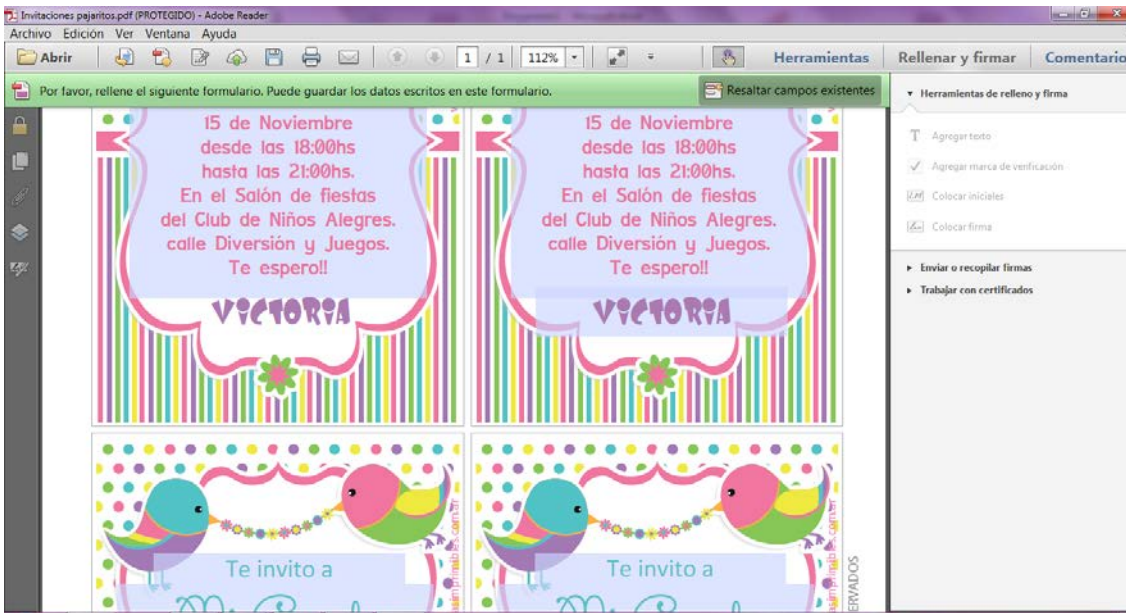 Invitaciones pajaritos.pdf (PROTEGIDO) - Adobe Reader
Archivo Edición Ver Ventana Ayuda
Abrir 1 / 1 112% Herramientas Rellenar y firmar Comentario
Por favor, rellene el siguiente formulario. Puede guardar los datos escritos en este formulario.
Resaltar campos existentes
Herramientas de relleno y firma
T Agregar texto
Agregar marca de verificación
Colocar iniciales
Colocar firma
Enviar o recopilar firmas
Trabajar con certificados
15 de Noviembre
desde las 18:00hs
hasta las 21:00hs.
En el Salón de fiestas
del Club de Niños Alegres.
calle Diversión y Juegos.
Te espero!!
VICTORIA
15 de Noviembre
desde las 18:00hs
hasta las 21:00hs.
En el Salón de fiestas
del Club de Niños Alegres.
calle Diversión y Juegos.
Te espero!!
VICTORIA
Te invito a
Te invito a
ERVADOS